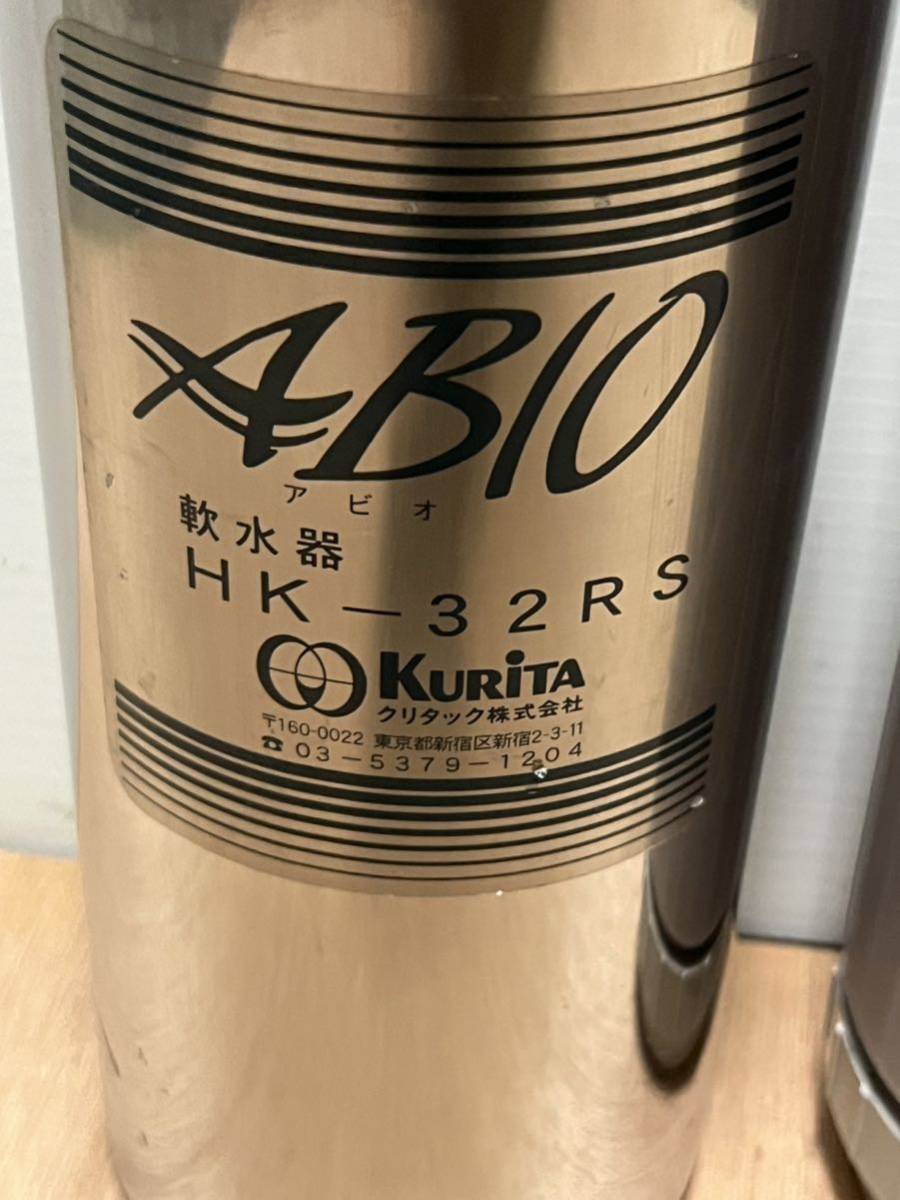 ABIO
アビオ
軟水器
HK-32RS
KURiTA
クリタック株式会社
〒160-0022 東京都新宿区新宿2-3-11
☎ 03-5379-1204